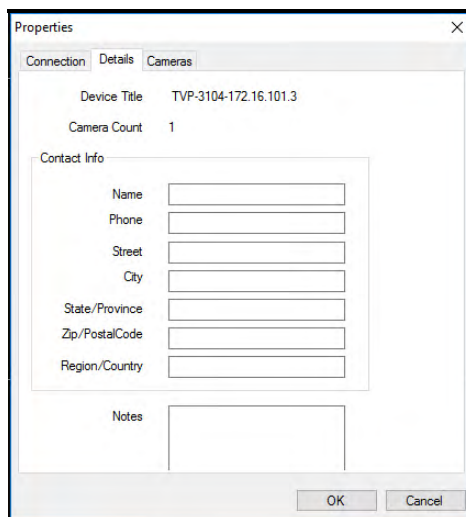 Properties
Connection Details Cameras
Device Title TVP-3104-172.16.101.3
Camera Count 1
Contact Info
Name
Phone
Street
City
State/Province
Zip/PostalCode
Region/Country
Notes
OK Cancel